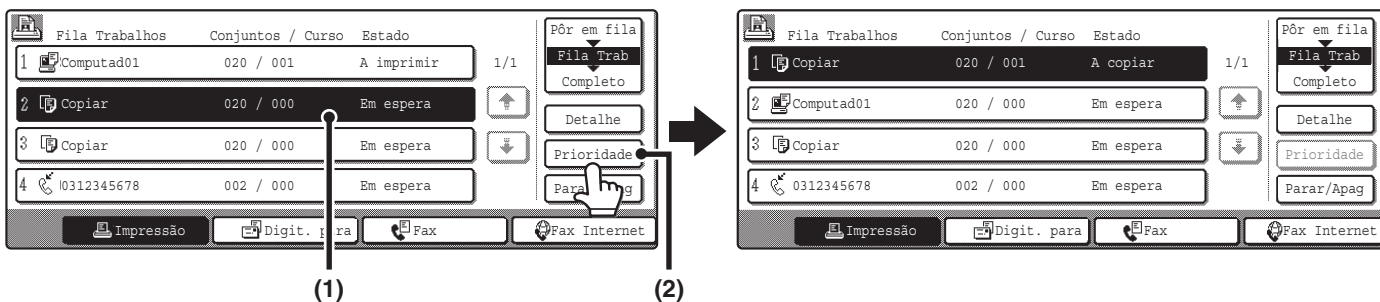 Fila Trabalhos Conjuntos / Curso Estado
1 Computad01 020 / 001 A imprimir
2 Copiar 020 / 000 Em espera
3 Copiar 020 / 000 Em espera
4 0312345678 002 / 000 Em espera
1/1
Pôr em fila
Fila Trab
Completo
Detalhe
Prioridade
Impressão Digit. para Fax Fax Internet
(1) (2)
Fila Trabalhos Conjuntos / Curso Estado
1 Copiar 020 / 001 A copiar
2 Computad01 020 / 000 Em espera
3 Copiar 020 / 000 Em espera
4 0312345678 002 / 000 Em espera
1/1
Pôr em fila
Fila Trab
Completo
Detalhe
Prioridade
Parar/Apag
Impressão Digit. para Fax Fax Internet